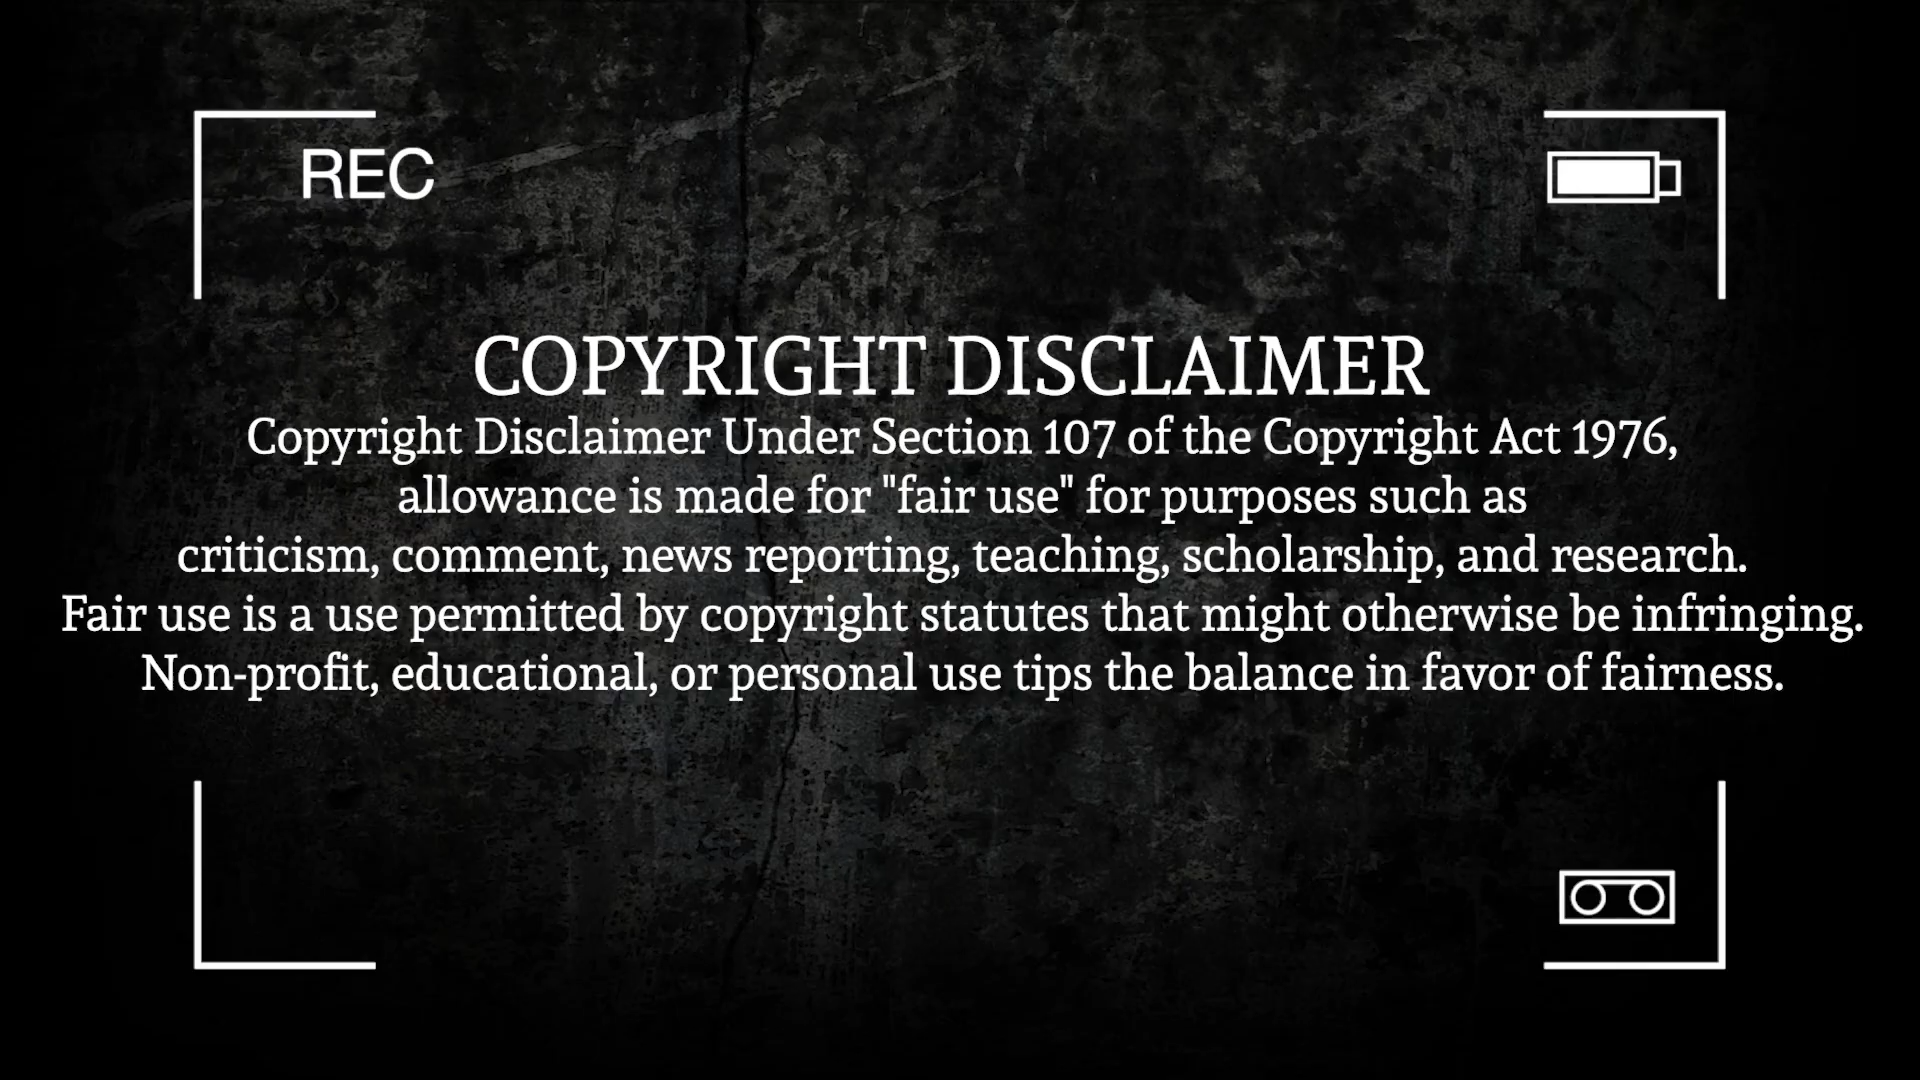 REC
COPYRIGHT DISCLAIMER
Copyright Disclaimer Under Section 107 of the Copyright Act 1976,
allowance is made for "fair use" for purposes such as
criticism, comment, news reporting, teaching, scholarship, and research.
Fair use is a use permitted by copyright statutes that might otherwise be infringing.
Non-profit, educational, or personal use tips the balance in favor of fairness.